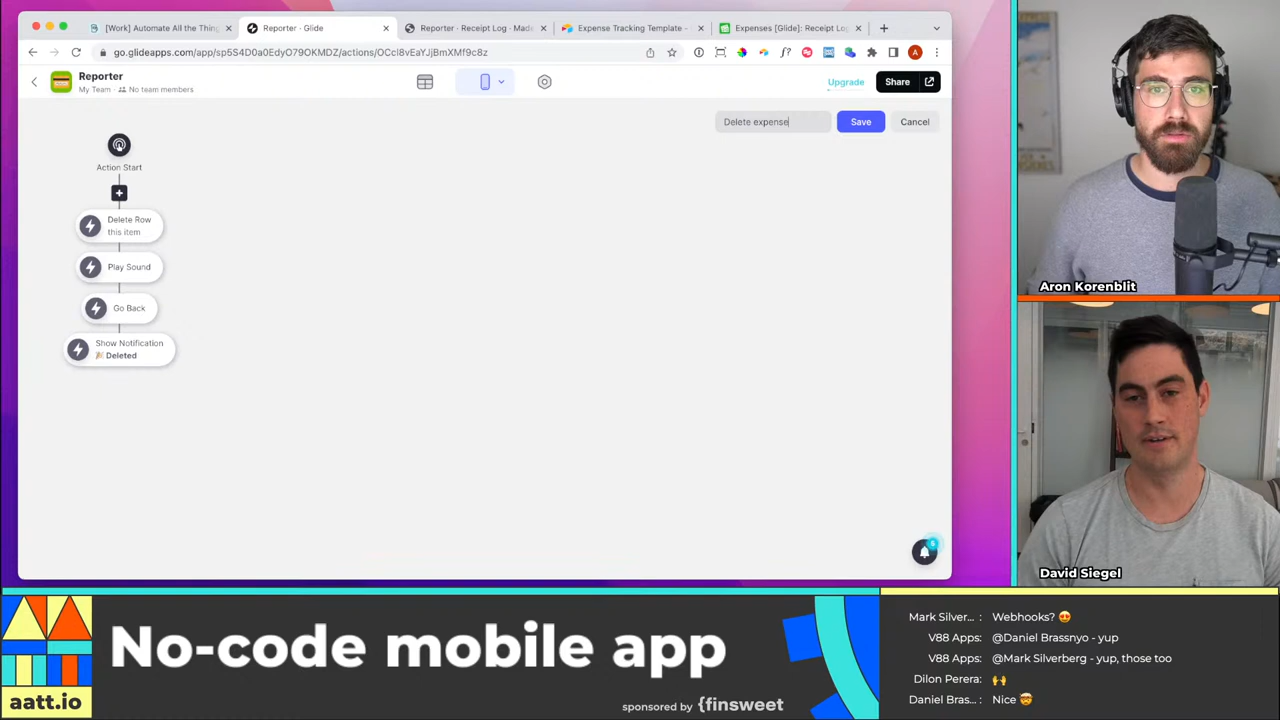 [Work] Automate All the Thing
Reporter - Glide
Reporter - Receipt Log - Mada
Expense Tracking Template -
Expenses [Glide]: Receipt Log
go.glideapps.com/app/sp5S4D0a0EdyO79OKMDZ/actions/OCcl8vEaYJjBmXMf9c8z
A
Reporter
My Team
No team members
Upgrade
Share
Delete expense
Save
Cancel
Action Start
Delete Row
this item
Play Sound
Go Back
Show Notification
Deleted
6
Aron Korenblit
David Siegel
aatt.io
No-code mobile app
sponsored by {finsweet
Mark Silver... : Webhooks? 😍
V88 Apps: @Daniel Brassnyo - yup
V88 Apps: @Mark Silverberg - yup, those too
Dilon Perera: 🙌
Daniel Bras... : Nice 🤯